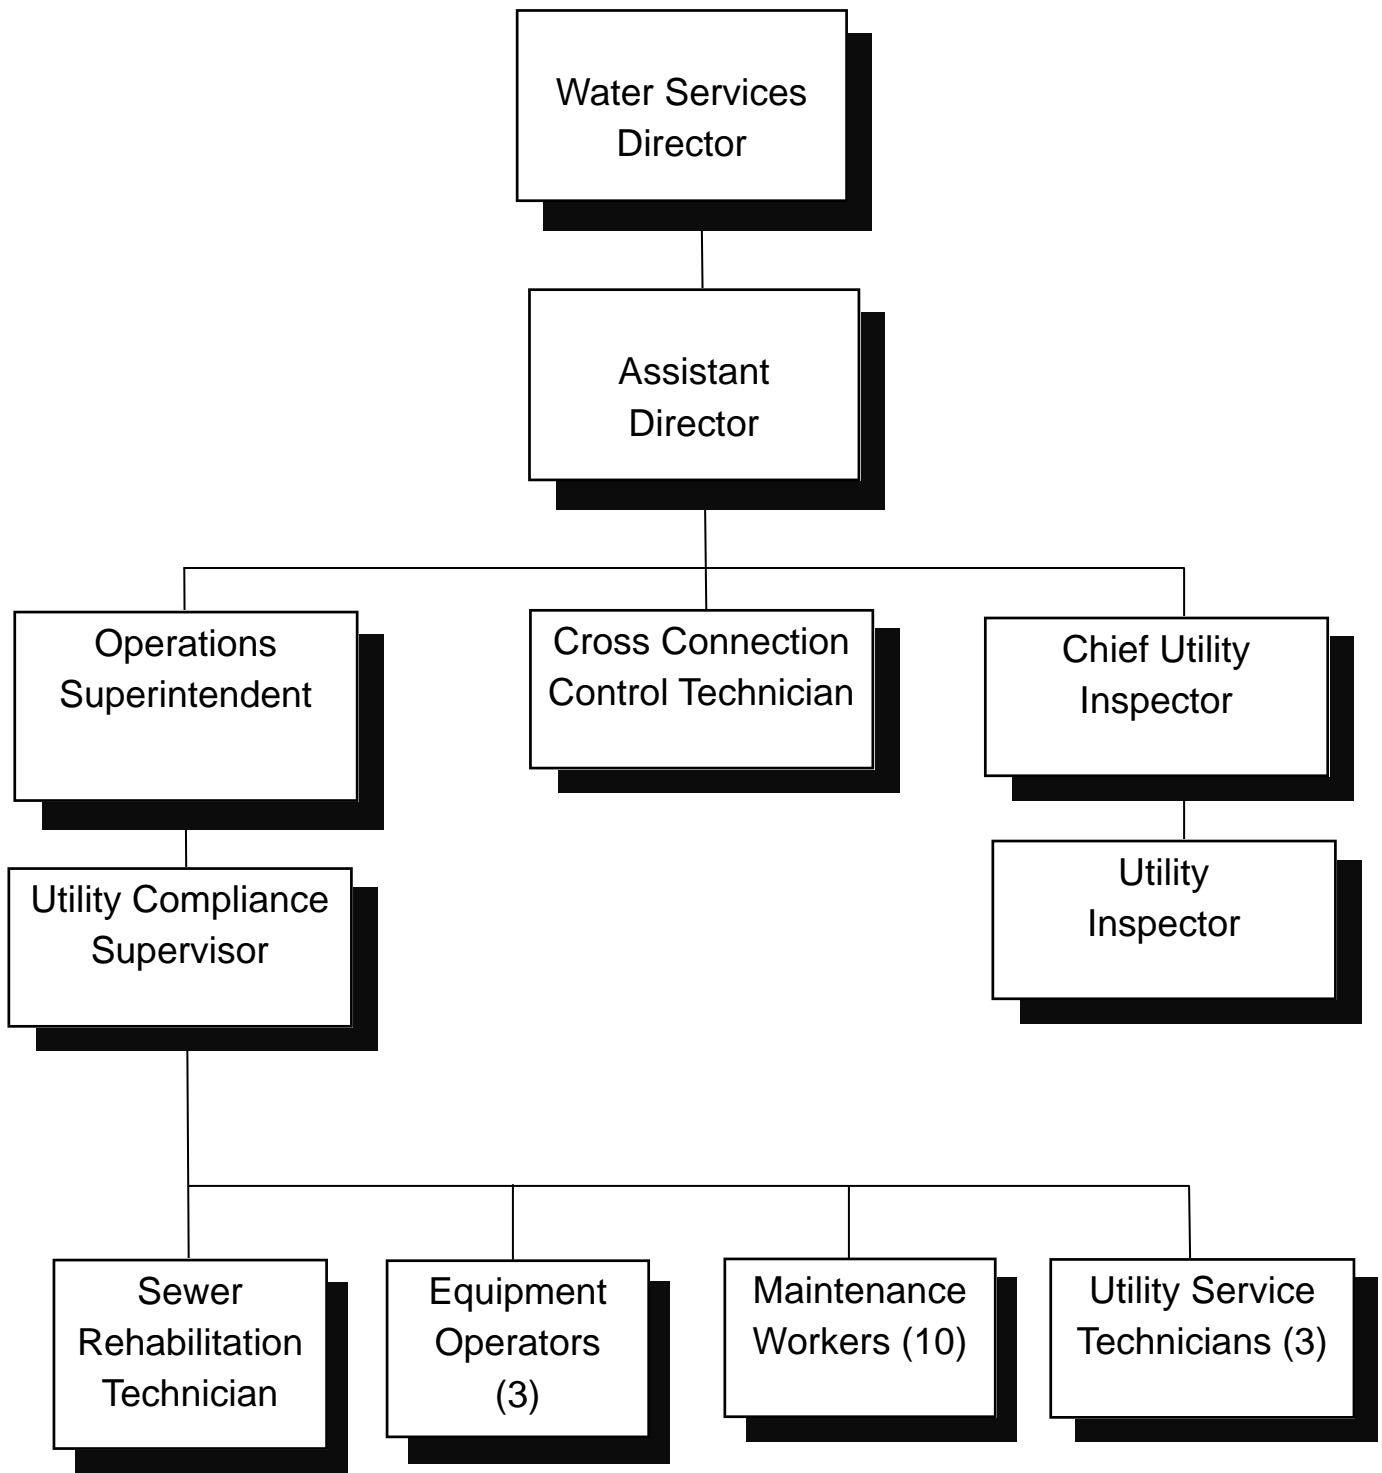 Water Services
Director
Assistant
Director
Operations
Superintendent
Cross Connection
Control Technician
Chief Utility
Inspector
Utility Compliance
Supervisor
Utility
Inspector
Sewer
Rehabilitation
Technician
Equipment
Operators
(3)
Maintenance
Workers (10)
Utility Service
Technicians (3)